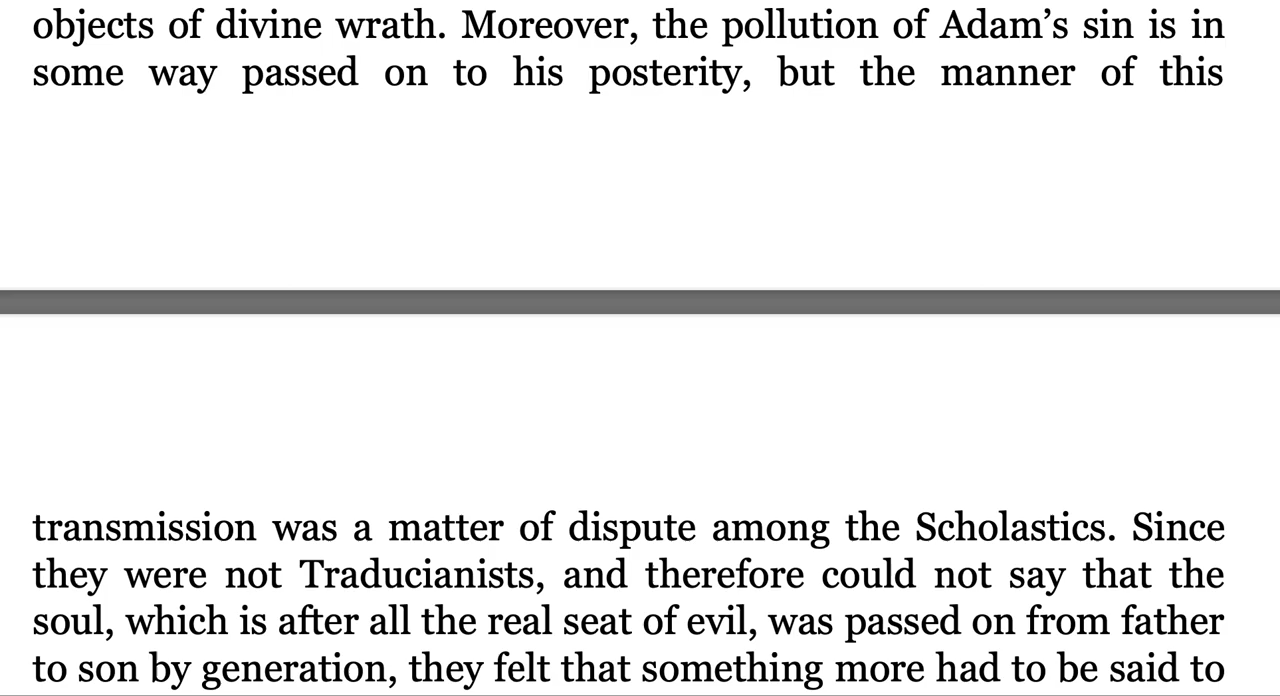 objects of divine wrath. Moreover, the pollution of Adam’s sin is in
some way passed on to his posterity, but the manner of this
transmission was a matter of dispute among the Scholastics. Since
they were not Traducianists, and therefore could not say that the
soul, which is after all the real seat of evil, was passed on from father
to son by generation, they felt that something more had to be said to